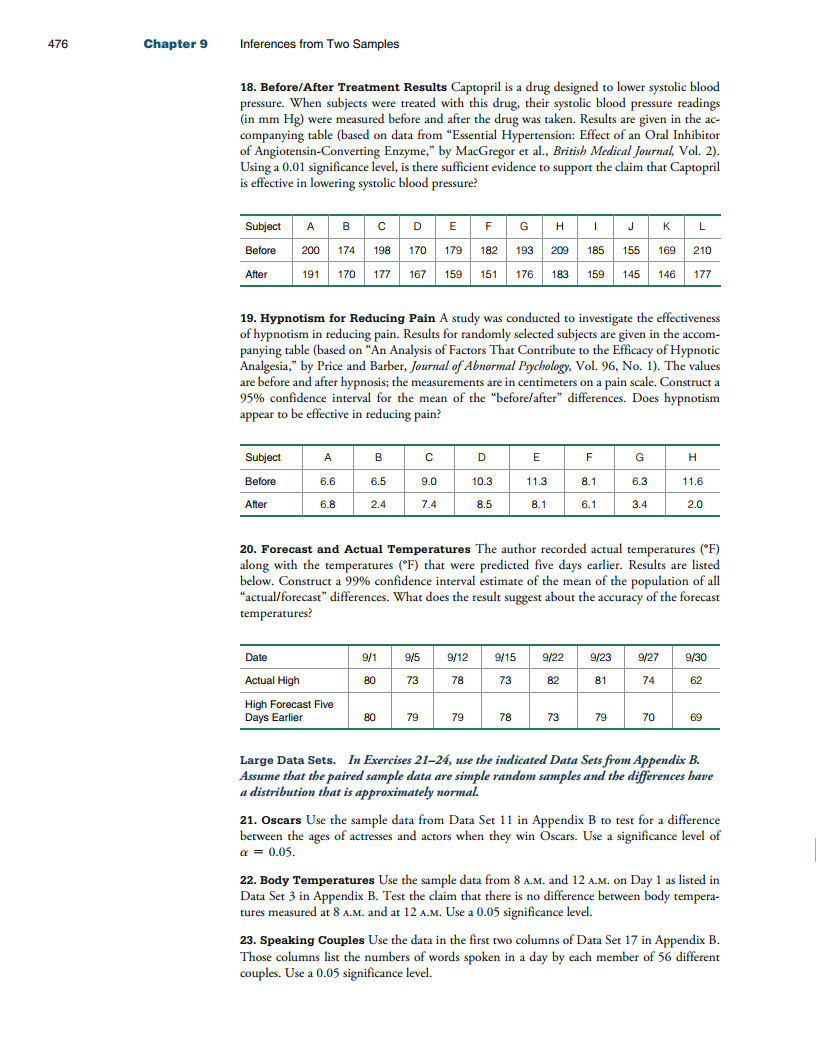 476 Chapter 9 Inferences from Two Samples
18. Before/After Treatment Results Captopril is a drug designed to lower systolic blood
pressure. When subjects were treated with this drug, their systolic blood pressure readings
(in mm Hg) were measured before and after the drug was taken. Results are given in the ac-
companying table (based on data from “Essential Hypertension: Effect of an Oral Inhibitor
of Angiotensin-Converting Enzyme,” by MacGregor et al., British Medical Journal, Vol. 2).
Using a 0.01 significance level, is there sufficient evidence to support the claim that Captopril
is effective in lowering systolic blood pressure?
Subject A B C D E F G H I J K L
Before 200 174 198 170 179 182 193 209 185 155 169 210
After 191 170 177 167 159 151 176 183 159 145 146 177
19. Hypnotism for Reducing Pain A study was conducted to investigate the effectiveness
of hypnotism in reducing pain. Results for randomly selected subjects are given in the accom-
panying table (based on “An Analysis of Factors That Contribute to the Efficacy of Hypnotic
Analgesia,” by Price and Barber, Journal of Abnormal Psychology, Vol. 96, No. 1). The values
are before and after hypnosis; the measurements are in centimeters on a pain scale. Construct a
95% confidence interval for the mean of the “before/after” differences. Does hypnotism
appear to be effective in reducing pain?
Subject A B C D E F G H
Before 6.6 6.5 9.0 10.3 11.3 8.1 6.3 11.6
After 6.8 2.4 7.4 8.5 8.1 6.1 3.4 2.0
20. Forecast and Actual Temperatures The author recorded actual temperatures (°F)
along with the temperatures (°F) that were predicted five days earlier. Results are listed
below. Construct a 99% confidence interval estimate of the mean of the population of all
“actual/forecast” differences. What does the result suggest about the accuracy of the forecast
temperatures?
Date 9/1 9/5 9/12 9/15 9/22 9/23 9/27 9/30
Actual High 80 73 78 73 82 81 74 62
High Forecast Five
Days Earlier 80 79 79 78 73 79 70 69
Large Data Sets. In Exercises 21–24, use the indicated Data Sets from Appendix B.
Assume that the paired sample data are simple random samples and the differences have
a distribution that is approximately normal.
21. Oscars Use the sample data from Data Set 11 in Appendix B to test for a difference
between the ages of actresses and actors when they win Oscars. Use a significance level of
α = 0.05.
22. Body Temperatures Use the sample data from 8 A.M. and 12 A.M. on Day 1 as listed in
Data Set 3 in Appendix B. Test the claim that there is no difference between body tempera-
tures measured at 8 A.M. and at 12 A.M. Use a 0.05 significance level.
23. Speaking Couples Use the data in the first two columns of Data Set 17 in Appendix B.
Those columns list the numbers of words spoken in a day by each member of 56 different
couples. Use a 0.05 significance level.